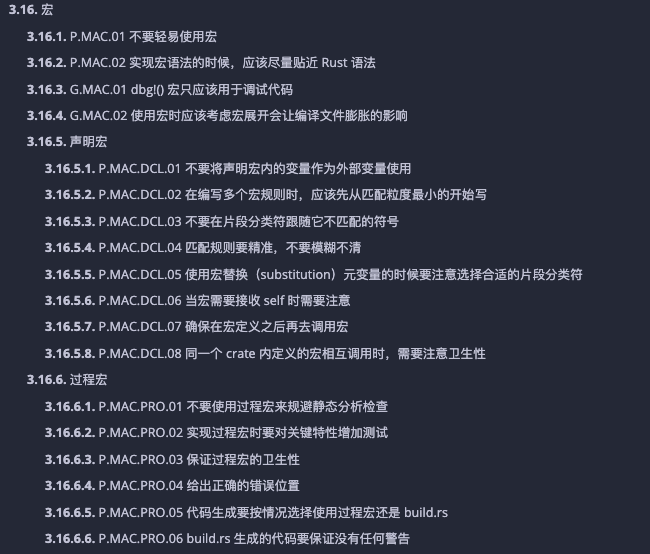 3.16. 宏
3.16.1. P.MAC.01 不要轻易使用宏
3.16.2. P.MAC.02 实现宏语法的时候，应该尽量贴近 Rust 语法
3.16.3. G.MAC.01 dbg!() 宏只应该用于调试代码
3.16.4. G.MAC.02 使用宏时应该考虑宏展开会让编译文件膨胀的影响
3.16.5. 声明宏
3.16.5.1. P.MAC.DCL.01 不要将声明宏内的变量作为外部变量使用
3.16.5.2. P.MAC.DCL.02 在编写多个宏规则时，应该先从匹配粒度最小的开始写
3.16.5.3. P.MAC.DCL.03 不要在片段分类符跟随它不匹配的符号
3.16.5.4. P.MAC.DCL.04 匹配规则要精准，不要模糊不清
3.16.5.5. P.MAC.DCL.05 使用宏替换（substitution）元变量的时候要注意选择合适的片段分类符
3.16.5.6. P.MAC.DCL.06 当宏需要接收 self 时需要注意
3.16.5.7. P.MAC.DCL.07 确保在宏定义之后再去调用宏
3.16.5.8. P.MAC.DCL.08 同一个 crate 内定义的宏相互调用时，需要注意卫生性
3.16.6. 过程宏
3.16.6.1. P.MAC.PRO.01 不要使用过程宏来规避静态分析检查
3.16.6.2. P.MAC.PRO.02 实现过程宏时要对关键特性增加测试
3.16.6.3. P.MAC.PRO.03 保证过程宏的卫生性
3.16.6.4. P.MAC.PRO.04 给出正确的错误位置
3.16.6.5. P.MAC.PRO.05 代码生成要按情况选择使用过程宏还是 build.rs
3.16.6.6. P.MAC.PRO.06 build.rs 生成的代码要保证没有任何警告